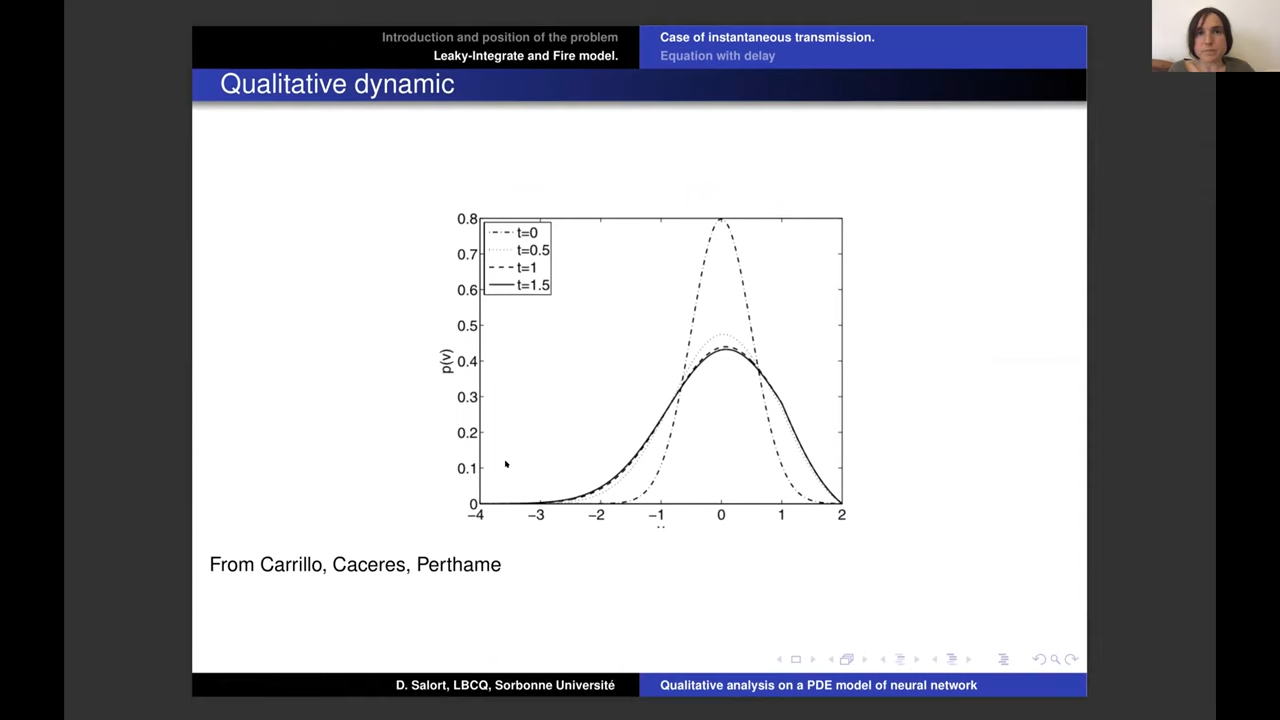 Introduction and position of the problem
Leaky-Integrate and Fire model.
Case of instantaneous transmission.
Equation with delay
Qualitative dynamic
t=0
t=0.5
t=1
t=1.5
0.8
0.7
0.6
0.5
0.4
0.3
0.2
0.1
0
p(v)
−4 −3 −2 −1 0 1 2
From Carrillo, Caceres, Perthame
D. Salort, LBCQ, Sorbonne Université
Qualitative analysis on a PDE model of neural network